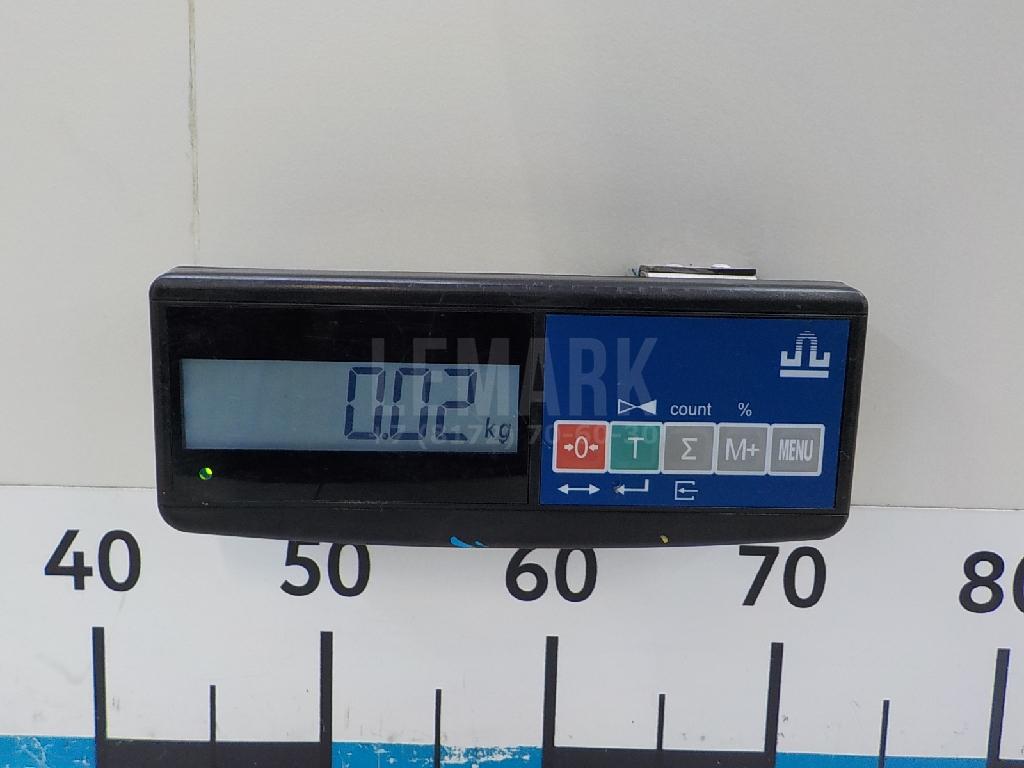 LEMARK
0.02 kg
count %
→0← T Σ M+ MENU
40 50 60 70 80